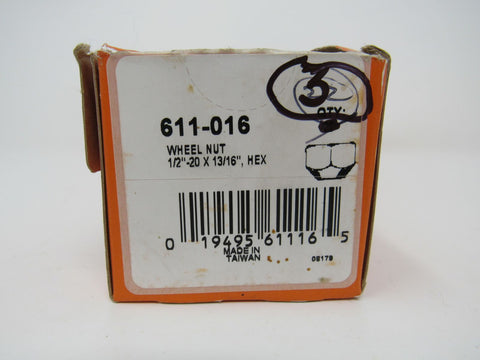 3
QTY:
611-016
WHEEL NUT
1/2"-20 X 13/16", HEX
0 19495 61116 5
MADE IN
TAIWAN